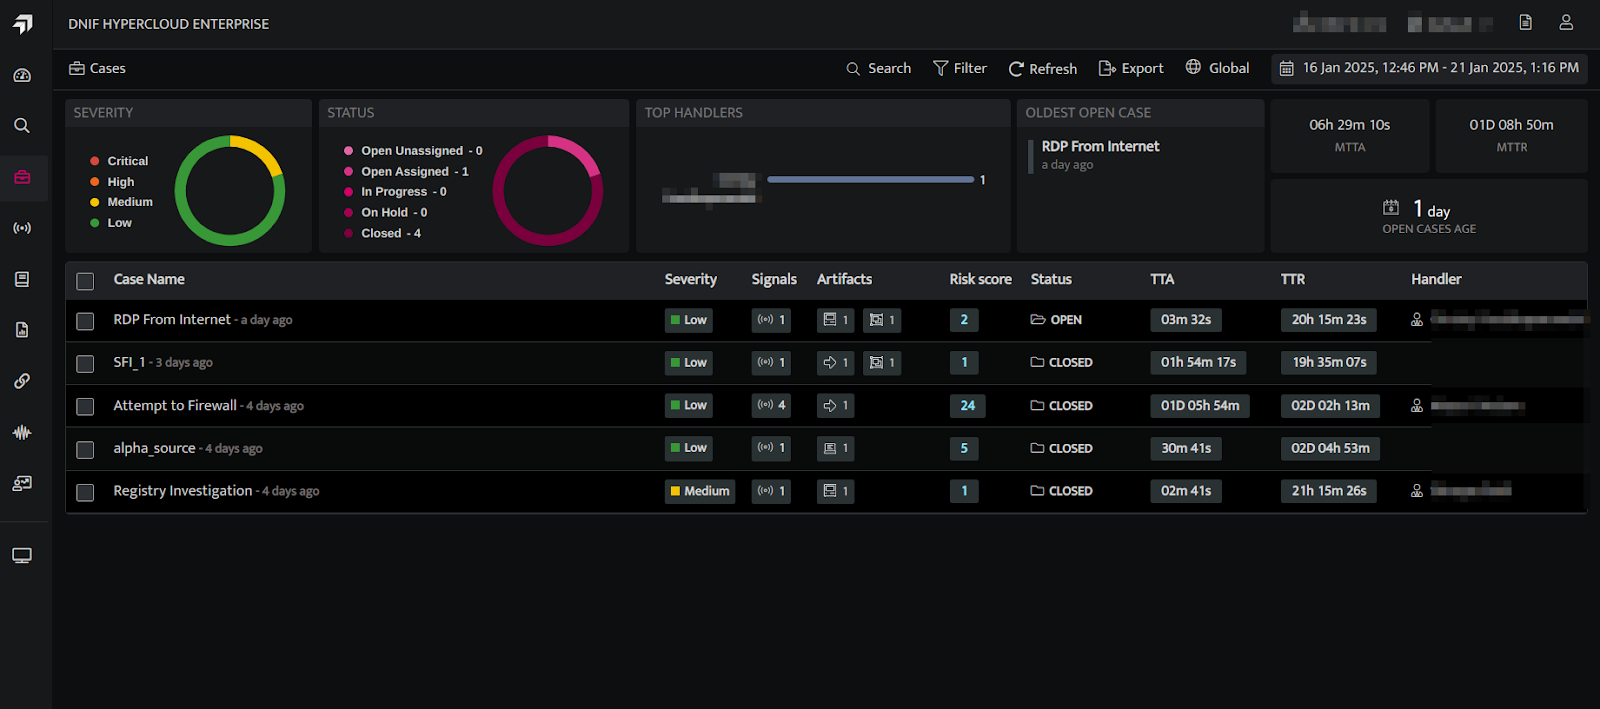 DNIF HYPERCLOUD ENTERPRISE
Cases Search Filter Refresh Export Global 16 Jan 2025, 12:46 PM - 21 Jan 2025, 1:16 PM
SEVERITY
Critical
High
Medium
Low
STATUS
Open Unassigned - 0
Open Assigned - 1
In Progress - 0
On Hold - 0
Closed - 4
TOP HANDLERS
1
OLDEST OPEN CASE
RDP From Internet
a day ago
06h 29m 10s
MTTA
01D 08h 50m
MTTR
1 day
OPEN CASES AGE
Case Name Severity Signals Artifacts Risk score Status TTA TTR Handler
RDP From Internet - a day ago Low 1 1 1 2 OPEN 03m 32s 20h 15m 23s
SFI_1 - 3 days ago Low 1 1 1 1 CLOSED 01h 54m 17s 19h 35m 07s
Attempt to Firewall - 4 days ago Low 4 1 24 CLOSED 01D 05h 54m 02D 02h 13m
alpha_source - 4 days ago Low 1 1 5 CLOSED 30m 41s 02D 04h 53m
Registry Investigation - 4 days ago Medium 1 1 1 CLOSED 02m 41s 21h 15m 26s